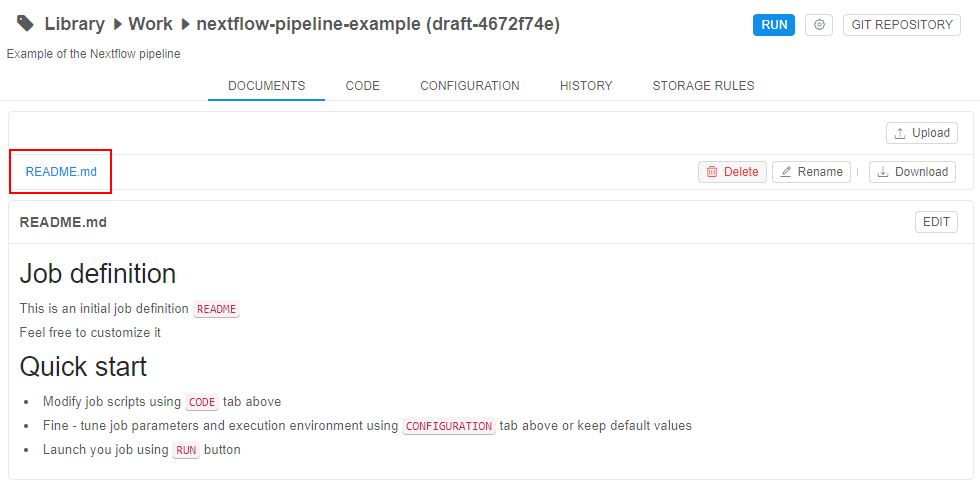 Library Work nextflow-pipeline-example (draft-4672f74e) RUN GIT REPOSITORY
Example of the Nextflow pipeline
DOCUMENTS CODE CONFIGURATION HISTORY STORAGE RULES
Upload
README.md Delete Rename Download
README.md EDIT
Job definition
This is an initial job definition README
Feel free to customize it
Quick start
• Modify job scripts using CODE tab above
• Fine - tune job parameters and execution environment using CONFIGURATION tab above or keep default values
• Launch you job using RUN button